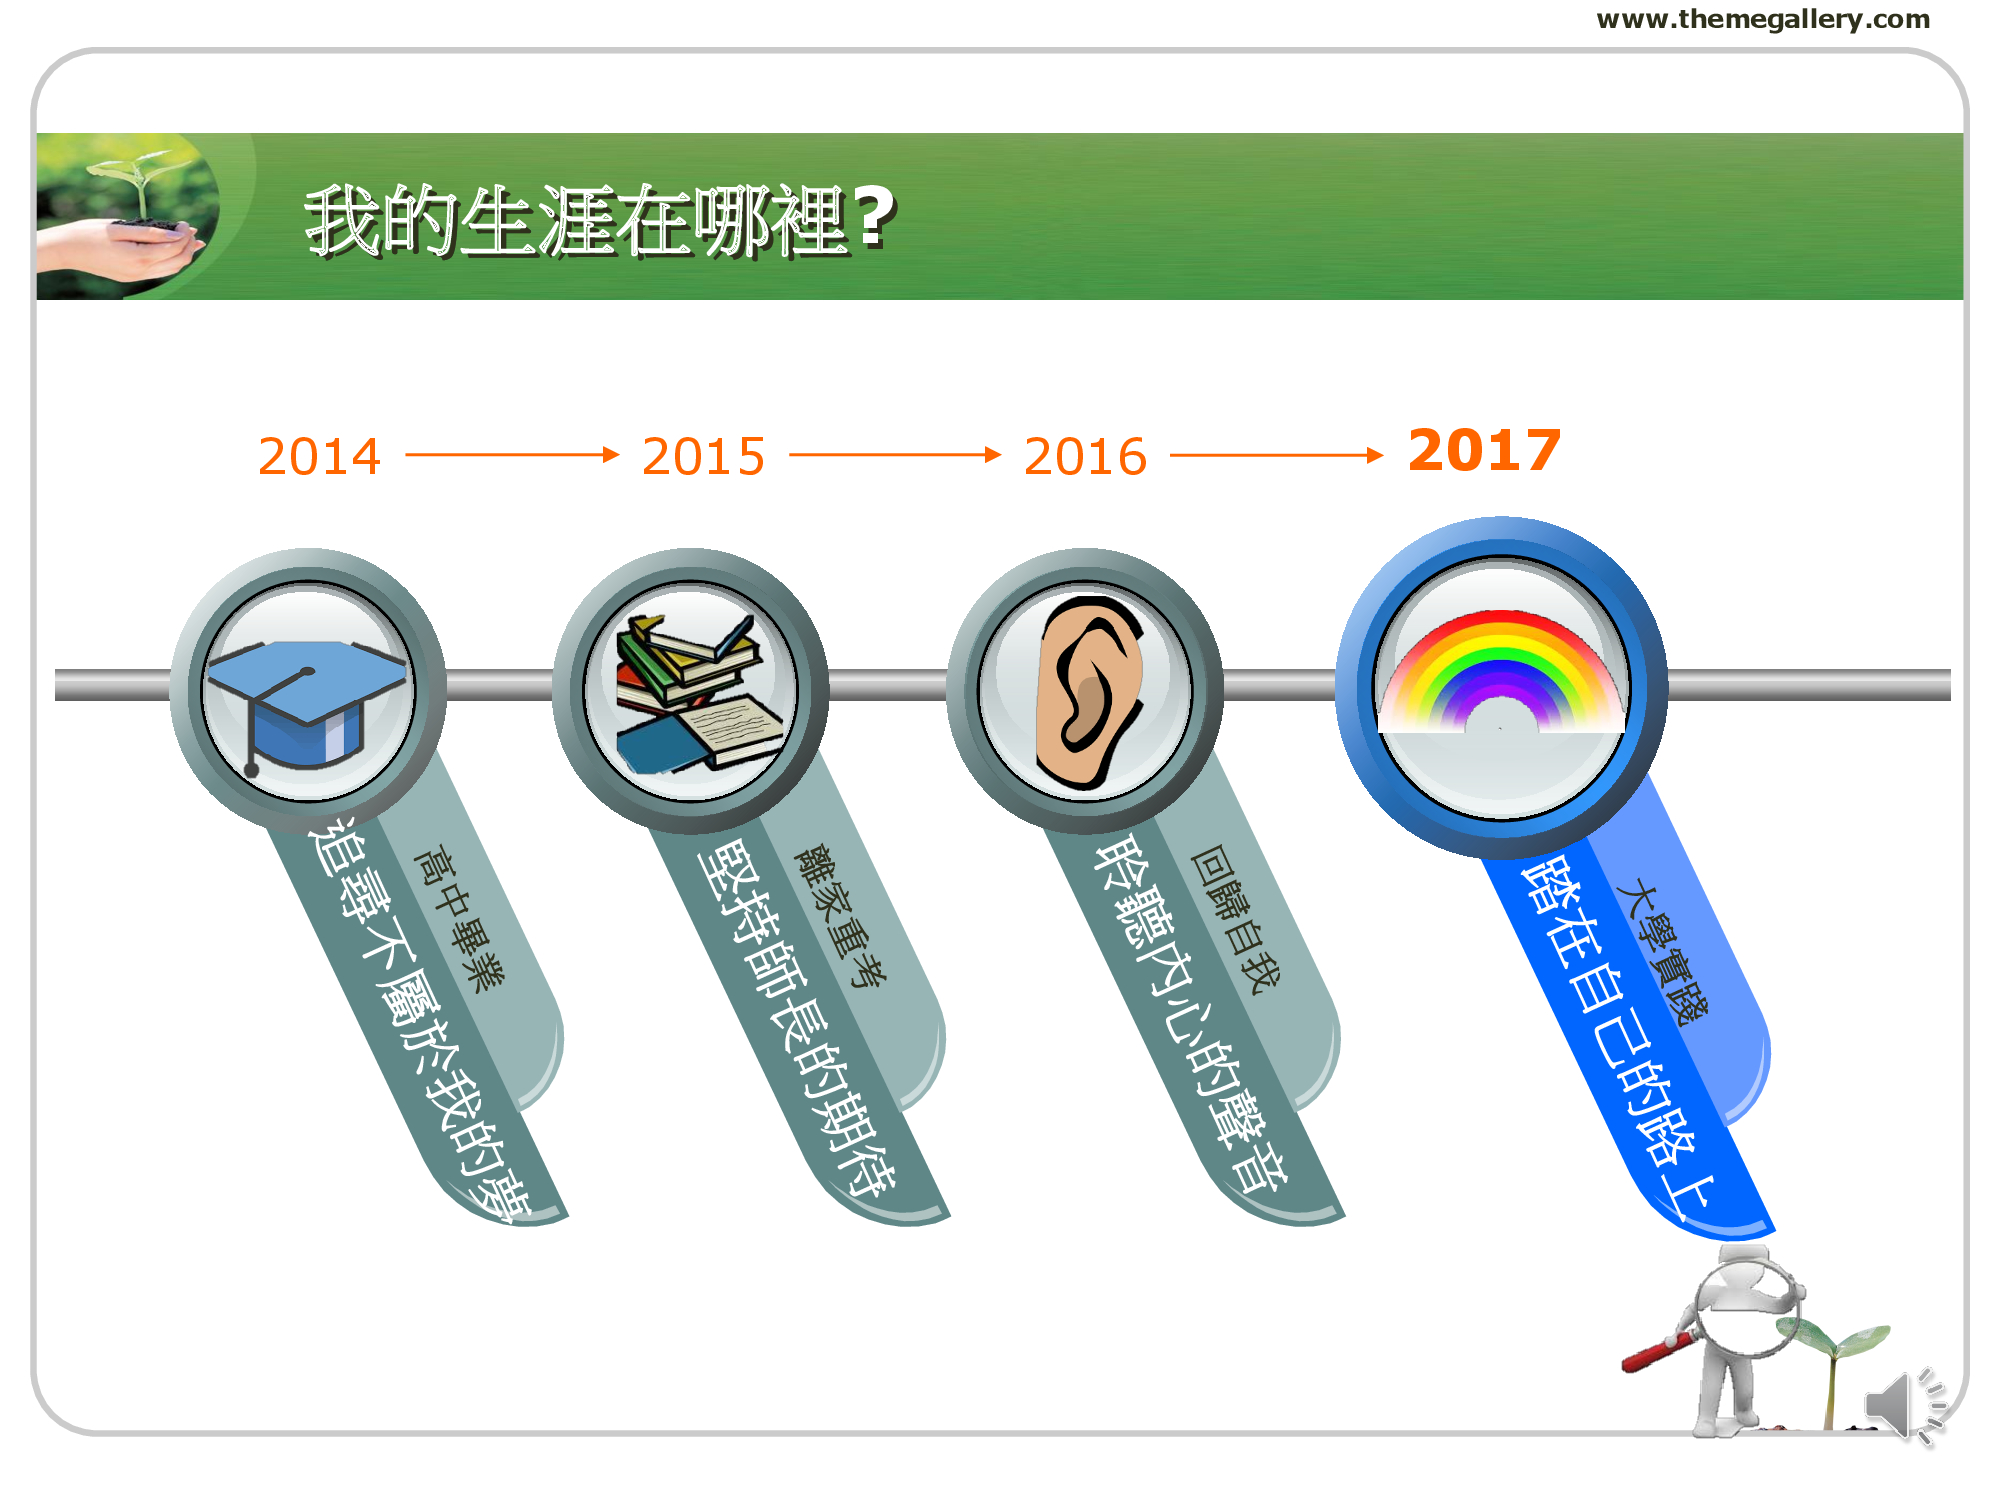 www.themegallery.com
我的生涯在哪裡?
2014
2015
2016
2017
追尋不屬於我的夢
高中畢業
堅持師長的期待
離家重考
聆聽內心的聲音
回歸自我
踏在自己的路上
大學實踐